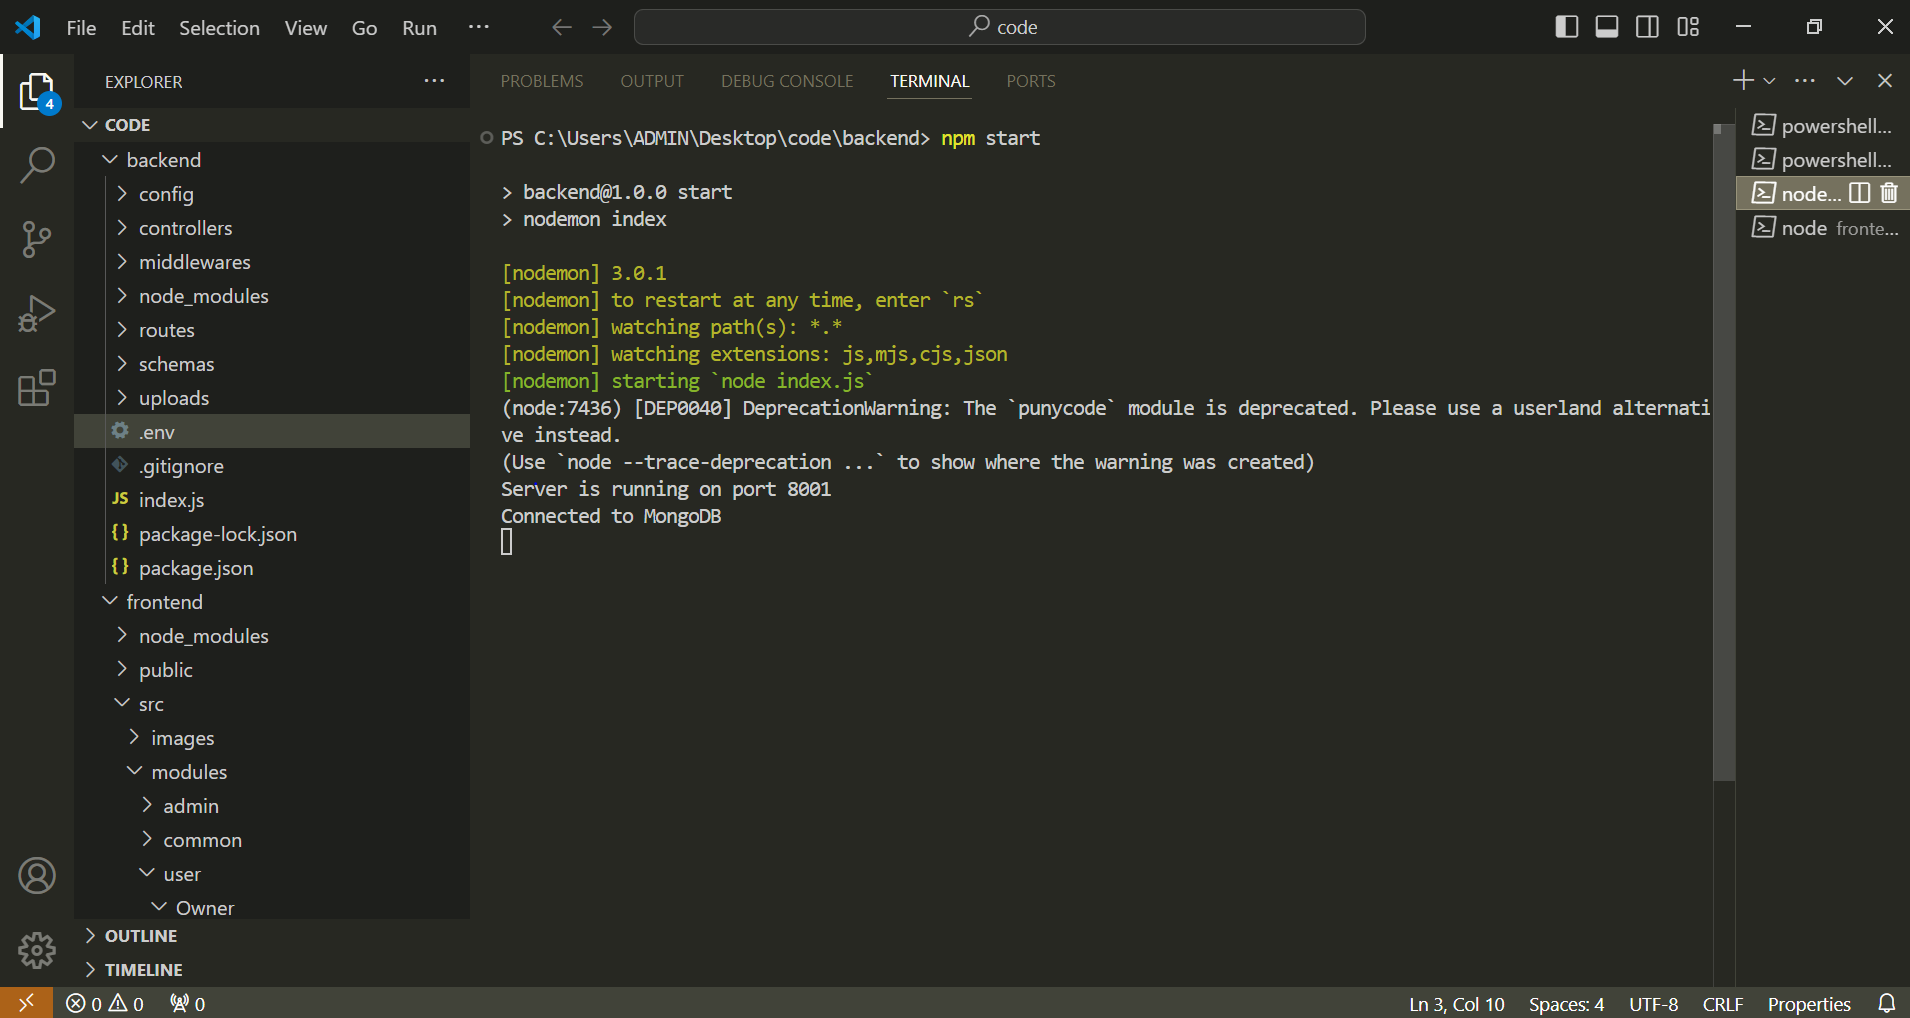 File Edit Selection View Go Run ···
code
EXPLORER ···
CODE
backend
config
controllers
middlewares
node_modules
routes
schemas
uploads
.env
.gitignore
JS index.js
{} package-lock.json
{} package.json
frontend
node_modules
public
src
images
modules
admin
common
user
Owner
OUTLINE
TIMELINE
4
PROBLEMS OUTPUT DEBUG CONSOLE TERMINAL PORTS
PS C:\Users\ADMIN\Desktop\code\backend> npm start
> backend@1.0.0 start
> nodemon index
[nodemon] 3.0.1
[nodemon] to restart at any time, enter `rs`
[nodemon] watching path(s): *.*
[nodemon] watching extensions: js,mjs,cjs,json
[nodemon] starting `node index.js`
(node:7436) [DEP0040] DeprecationWarning: The `punycode` module is deprecated. Please use a userland alternati
ve instead.
(Use `node --trace-deprecation ...` to show where the warning was created)
Server is running on port 8001
Connected to MongoDB
powershell...
powershell...
node...
node fronte...
0 0 0
Ln 3, Col 10 Spaces: 4 UTF-8 CRLF Properties